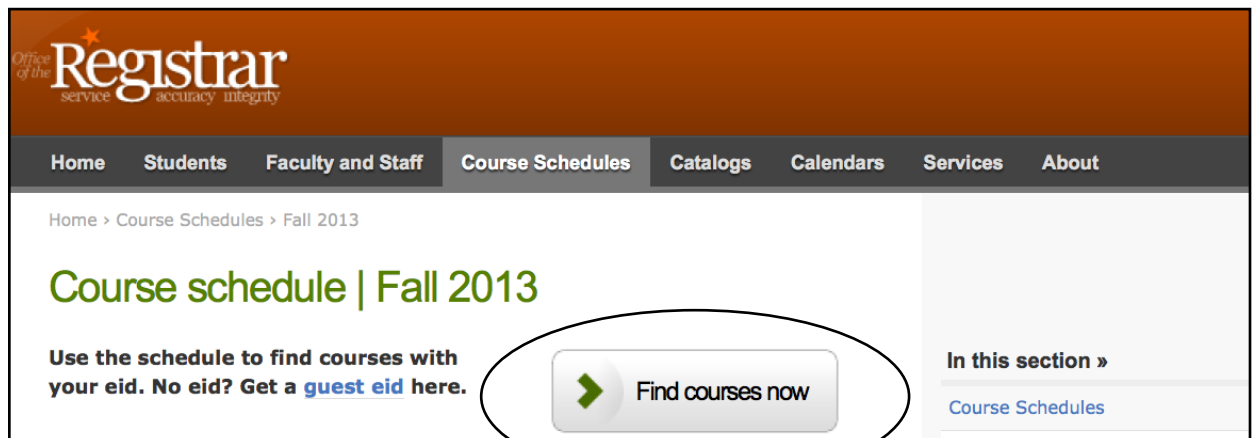 Office
of the
Registrar
service accuracy integrity
Home Students Faculty and Staff Course Schedules Catalogs Calendars Services About
Home › Course Schedules › Fall 2013
Course schedule | Fall 2013
Use the schedule to find courses with
your eid. No eid? Get a guest eid here.
Find courses now
In this section »
Course Schedules